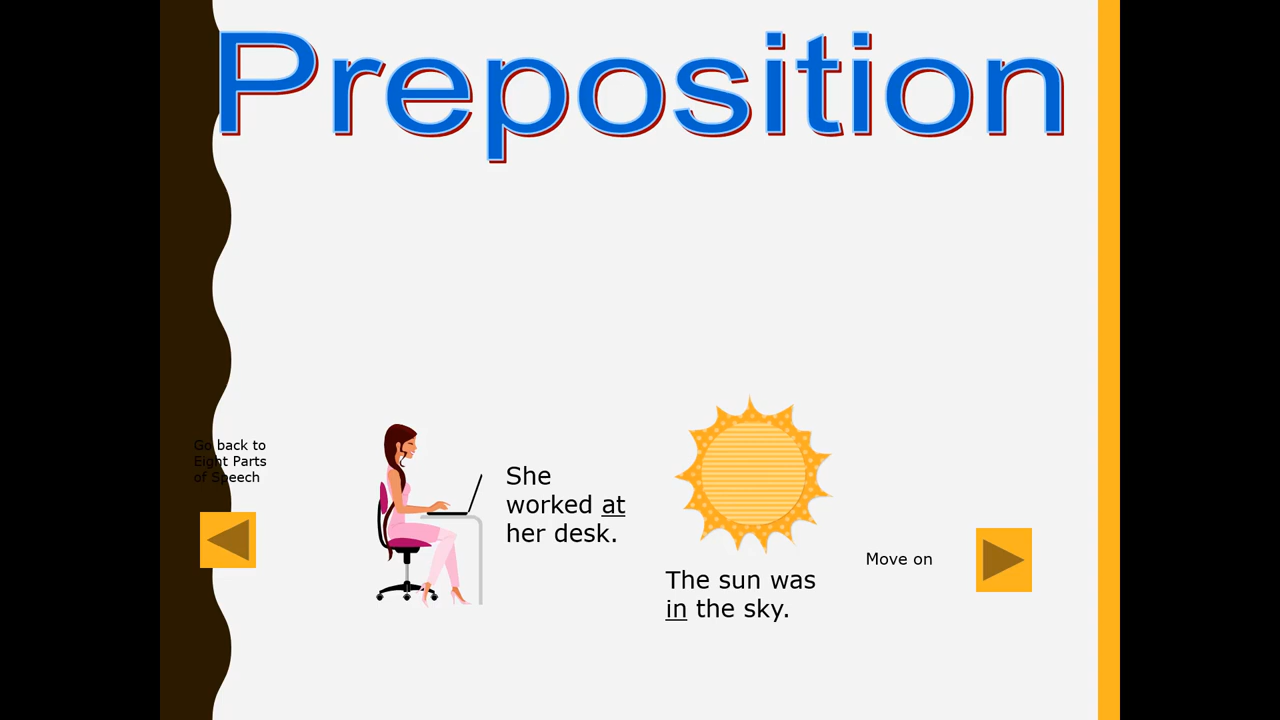 Preposition
Go back to
Eight Parts
of Speech
She
worked at
her desk.
The sun was
in the sky.
Move on